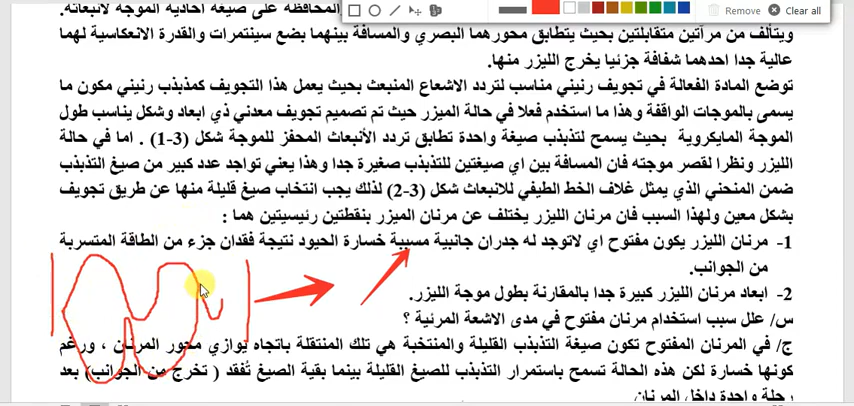 Remove Clear all
المحافظة على صيغة احادية الموجة لانبعاثه.
ويتألف من مرآتين متقابلتين بحيث يتطابق محورهما البصري والمسافة بينهما بضع سينتمرات والقدرة الانعكاسية لهما
عالية جدا احدهما شفافة جزئيا يخرج الليزر منها.
توضع المادة الفعالة في تجويف رنيني مناسب لتردد الاشعاع المنبعث بحيث يعمل هذا التجويف كمذبذب رنيني مكون ما
يسمى بالموجات الواقفة وهذا ما استخدم فعلا في حالة الميزر حيث تم تصميم تجويف معدني ذي ابعاد وشكل يناسب طول
الموجة المايكروية بحيث يسمح لتذبذب صيغة واحدة تطابق تردد الأنبعاث المحفز للموجة شكل (3-1) . اما في حالة
الليزر ونظرا لقصر موجته فان المسافة بين اي صيغتين للتذبذب صغيرة جدا وهذا يعني تواجد عدد كبير من صيغ التذبذب
ضمن المنحني الذي يمثل غلاف الخط الطيفي للانبعاث شكل (3-2) لذلك يجب انتخاب صيغ قليلة منها عن طريق تجويف
بشكل معين ولهذا السبب فان مرنان الليزر يختلف عن مرنان الميزر بنقطتين رئيسيتين هما :
1- مرنان الليزر يكون مفتوح اي لاتوجد له جدران جانبية مسببة خسارة الحيود نتيجة فقدان جزء من الطاقة المتسربة
من الجوانب.
2- ابعاد مرنان الليزر كبيرة جدا بالمقارنة بطول موجة الليزر.
س/ علل سبب استخدام مرنان مفتوح في مدى الاشعة المرئية ؟
ج/ في المرنان المفتوح تكون صيغة التذبذب القليلة والمنتخبة هي تلك المنتقلة باتجاه يوازي محور المرنان ، ورغم
كونها خسارة لكن هذه الحالة تسمح باستمرار التذبذب للصيغ القليلة بينما بقية الصيغ تُفقد ( تخرج من الجوانب) بعد
رحلة واحدة داخل المرنان